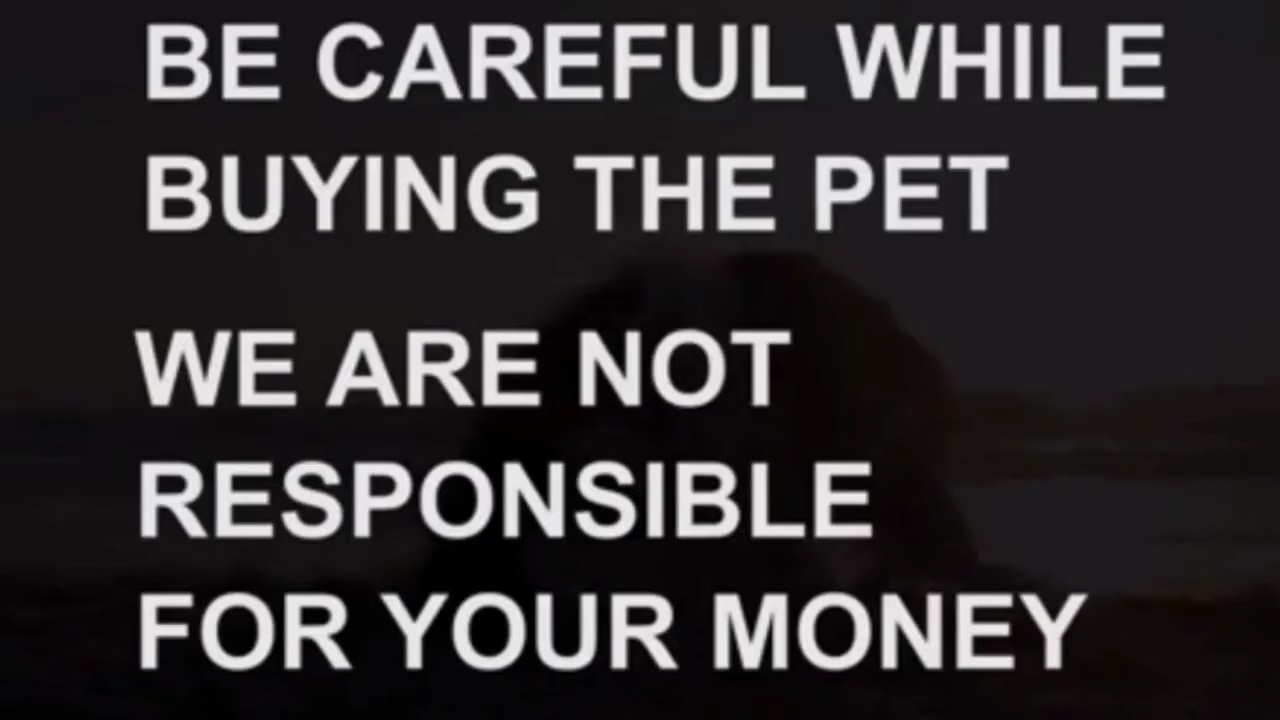 BE CAREFUL WHILE
BUYING THE PET
WE ARE NOT
RESPONSIBLE
FOR YOUR MONEY